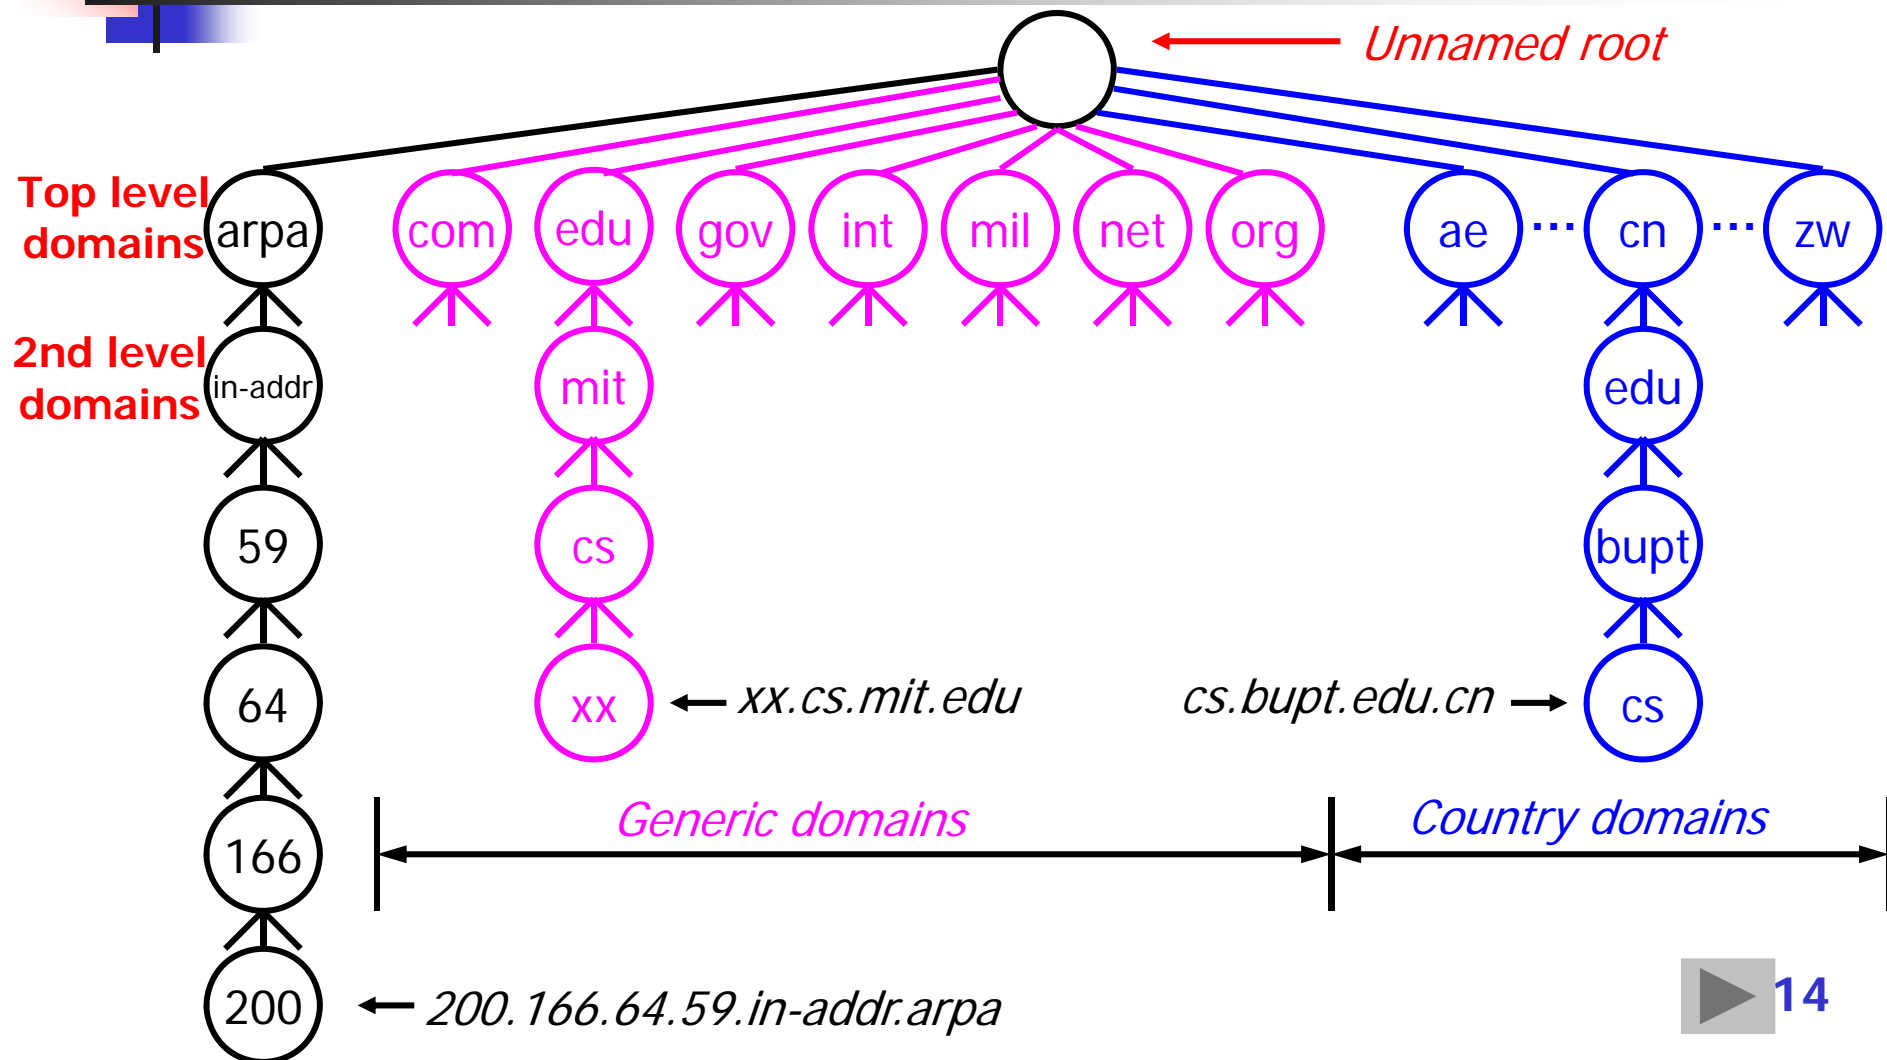 Unnamed root
Top level
domains
arpa
com
edu
gov
int
mil
net
org
ae
...
cn
...
zw
2nd level
domains
in-addr
mit
edu
59
cs
bupt
64
xx
xx.cs.mit.edu
cs.bupt.edu.cn
cs
Generic domains
Country domains
166
200
200.166.64.59.in-addr.arpa
14